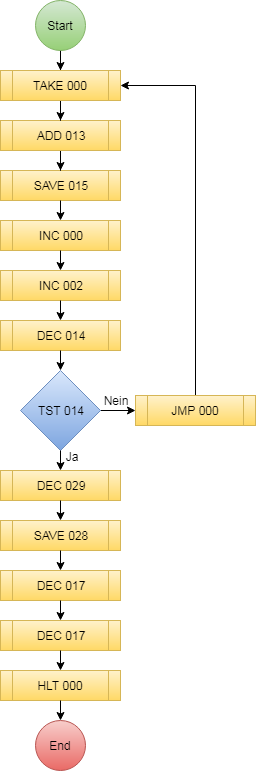 Start
TAKE 000
ADD 013
SAVE 015
INC 000
INC 002
DEC 014
TST 014
Nein
JMP 000
Ja
DEC 029
SAVE 028
DEC 017
DEC 017
HLT 000
End